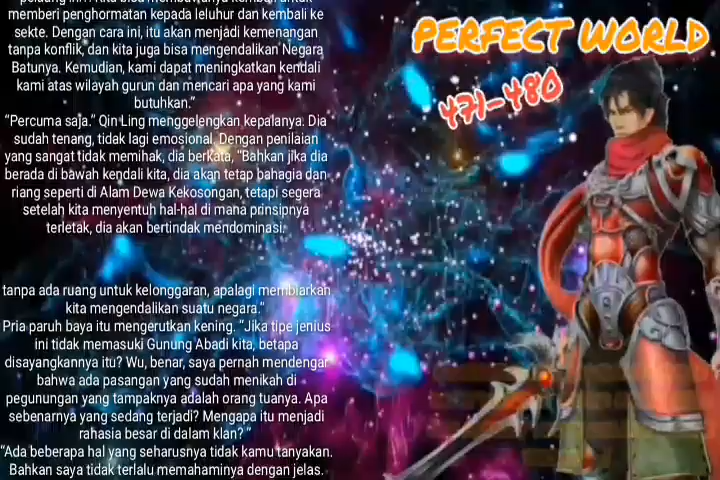 memberi penghormatan kepada leluhur dan kembali ke
sekte. Dengan cara ini, itu akan menjadi kemenangan
tanpa konflik, dan kita juga bisa mengendalikan Negara
Batunya. Kemudian, kami dapat meningkatkan kendali
kami atas wilayah gurun dan mencari apa yang kami
butuhkan.”
“Percuma saja.” Qin Ling menggelengkan kepalanya. Dia
sudah tenang, tidak lagi emosional. Dengan penilaian
yang sangat tidak memihak, dia berkata, “Bahkan jika dia
berada di bawah kendali kita, dia akan tetap bahagia dan
riang seperti di Alam Dewa Kekosongan, tetapi segera
setelah kita menyentuh hal-hal di mana prinsipnya
terletak, dia akan bertindak mendominasi.
tanpa ada ruang untuk kelonggaran, apalagi membiarkan
kita mengendalikan suatu negara.”
Pria paruh baya itu mengerutkan kening. “Jika tipe jenius
ini tidak memasuki Gunung Abadi kita, betapa
disayangkannya itu? Wu, benar, saya pernah mendengar
bahwa ada pasangan yang sudah menikah di
pegunungan yang tampaknya adalah orang tuanya. Apa
sebenarnya yang sedang terjadi? Mengapa itu menjadi
rahasia besar di dalam klan? ”
“Ada beberapa hal yang seharusnya tidak kamu tanyakan.
Bahkan saya tidak terlalu memahaminya dengan jelas.
PERFECT WORLD
471-480